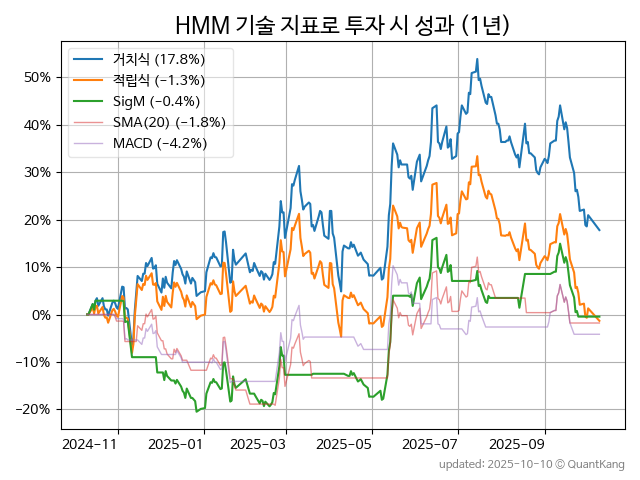 HMM 기술 지표로 투자 시 성과 (1년)
거치식 (17.8%)
적립식 (−1.3%)
SigM (−0.4%)
SMA(20) (−1.8%)
MACD (−4.2%)
50%
40%
30%
20%
10%
0%
−10%
−20%
2024−11 2025−01 2025−03 2025−05 2025−07 2025−09
updated: 2025-10-10 © QuantKang